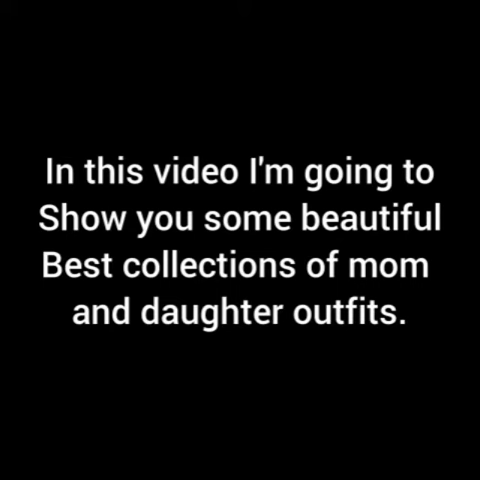 In this video I'm going to
Show you some beautiful
Best collections of mom
and daughter outfits.